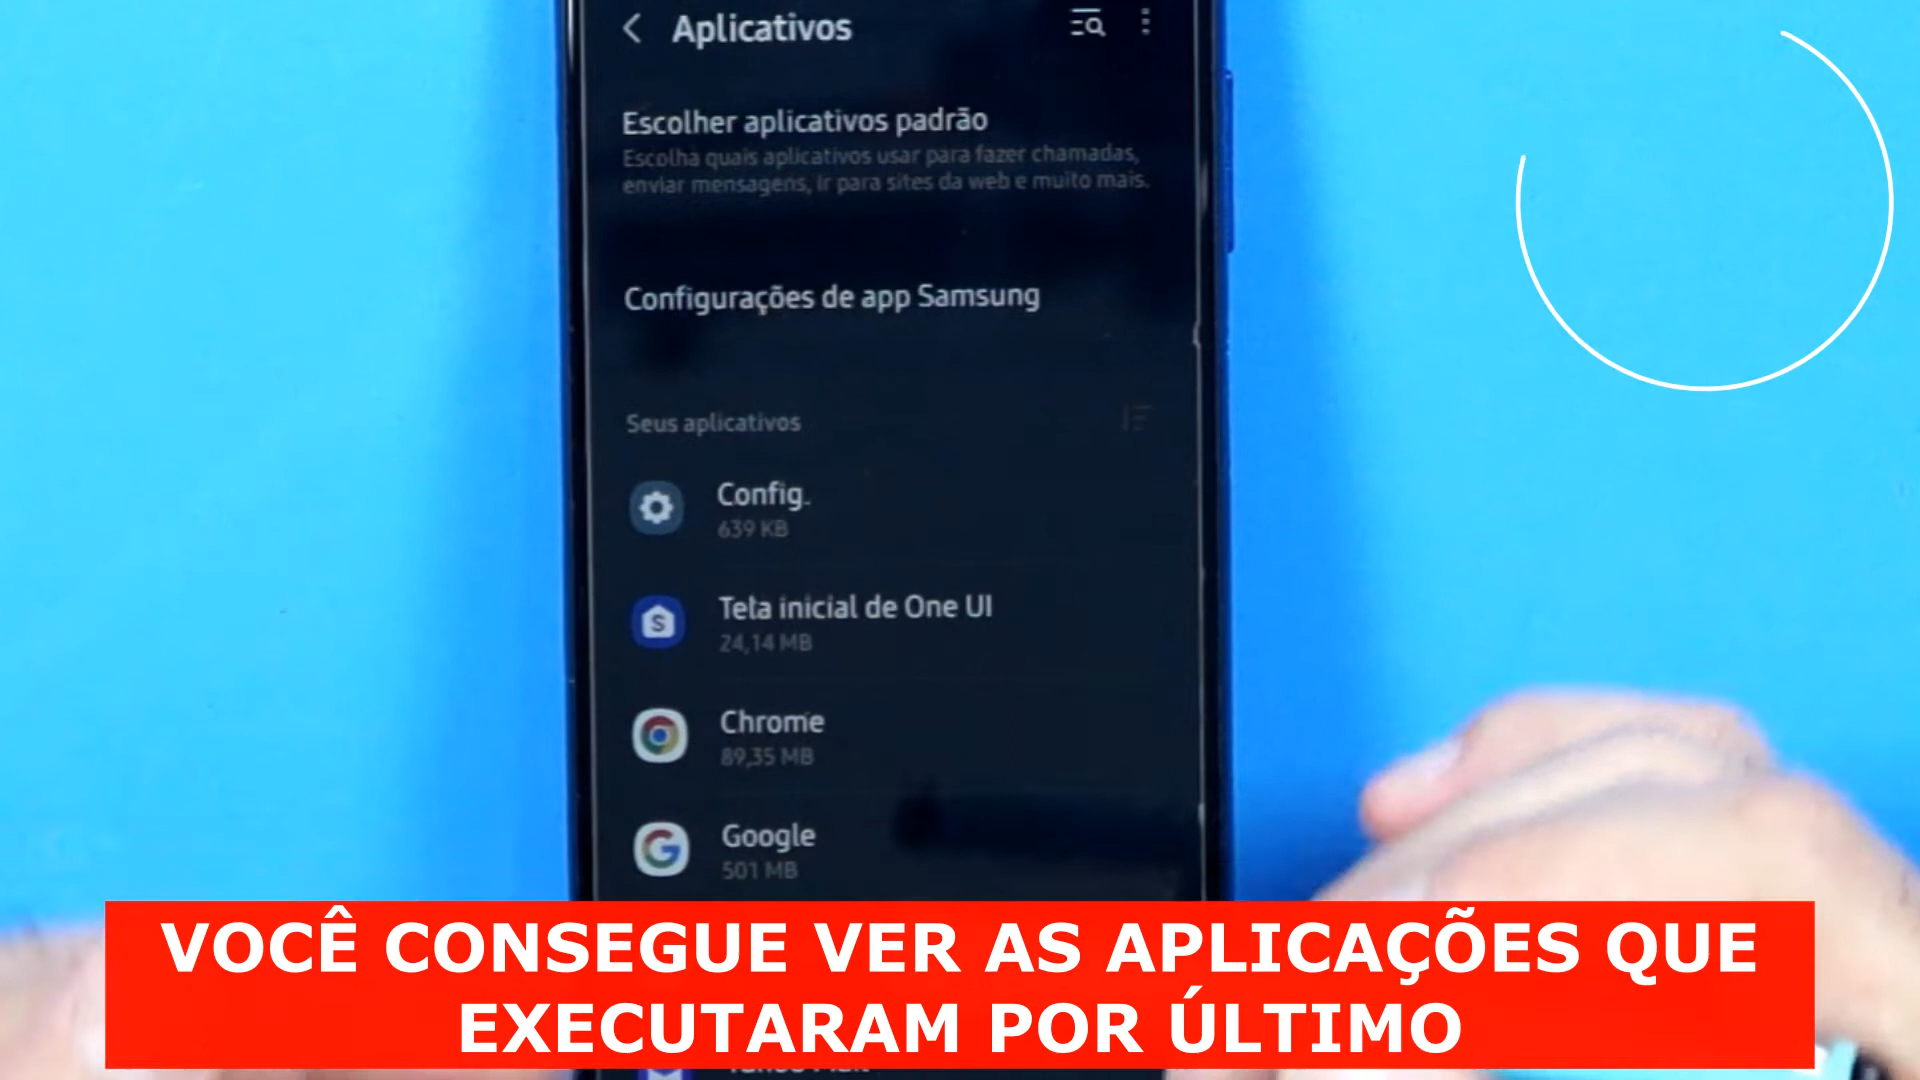 Aplicativos
Escolher aplicativos padrão
Escolha quais aplicativos usar para fazer chamadas,
enviar mensagens, ir para sites da web e muito mais.
Configurações de app Samsung
Seus aplicativos
Config.
639 KB
Tela inicial de One UI
24,14 MB
Chrome
89,35 MB
Google
501 MB
VOCÊ CONSEGUE VER AS APLICAÇÕES QUE
EXECUTARAM POR ÚLTIMO